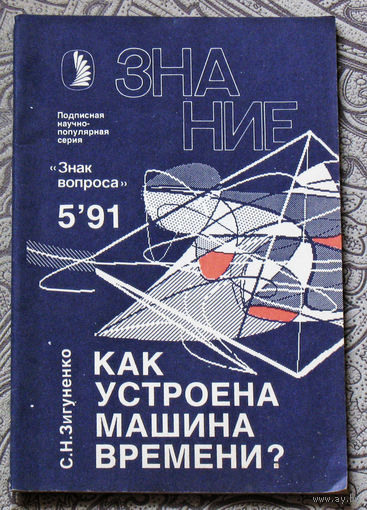 ЗНА
НИЕ
Подписная
научно-
популярная
серия
«Знак
вопроса»
5'91
С.Н.Зигуненко
КАК
УСТРОЕНА
МАШИНА
ВРЕМЕНИ?